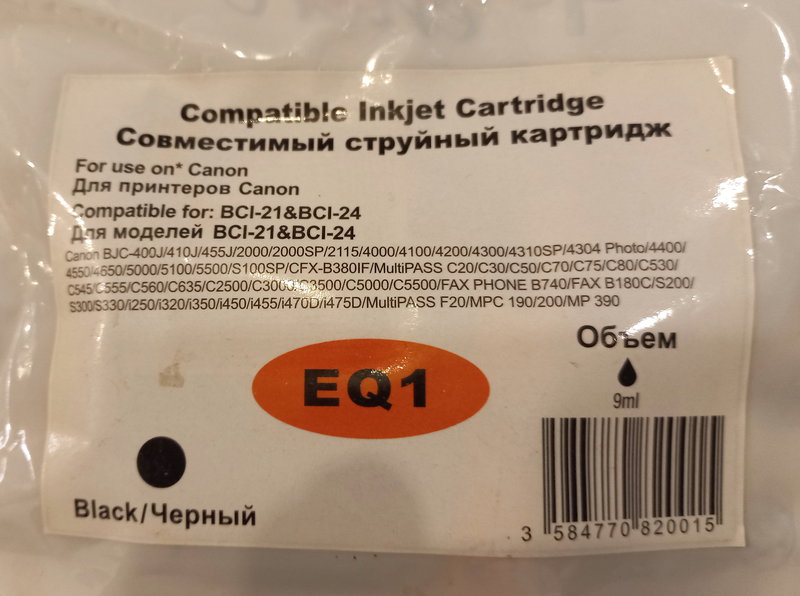 Compatible Inkjet Cartridge
Совместимый струйный картридж
For use on* Canon
Для принтеров Canon
Compatible for: BCI-21&BCI-24
Для моделей BCI-21&BCI-24
Canon BJC-400J/410J/455J/2000/2000SP/2115/4000/4100/4200/4300/4310SP/4304 Photo/4400/
4550/4650/5000/5100/5500/S100SP/CFX-B380IF/MultiPASS C20/C30/C50/C70/C75/C80/C530/
C545/C555/C560/C635/C2500/C3000/C3500/C5000/C5500/FAX PHONE B740/FAX B180C/S200/
S300/S330/i250/i320/i350/i450/i455/i470D/i475D/MultiPASS F20/MPC 190/200/MP 390
Объем
EQ1
9ml
Black/Черный
3 584770 820015